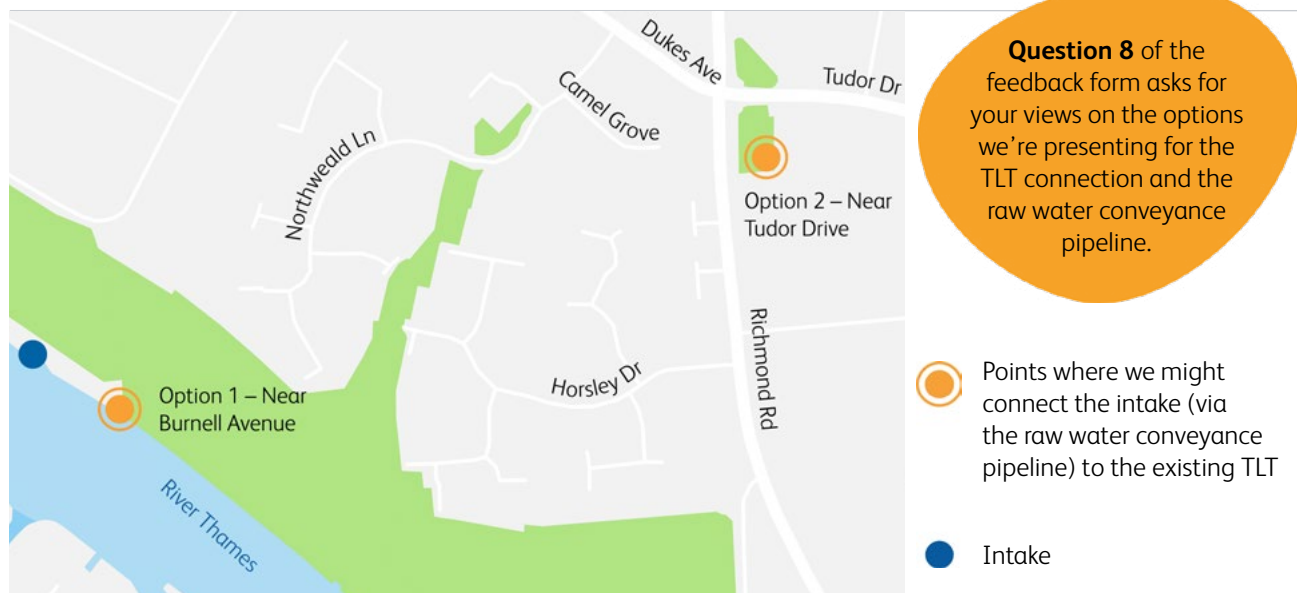 Dukes Ave
Tudor Dr
Camel Grove
Northweald Ln
Option 2 – Near
Tudor Drive
Richmond Rd
Horsley Dr
Option 1 – Near
Burnell Avenue
River Thames
Question 8 of the
feedback form asks for
your views on the options
we’re presenting for the
TLT connection and the
raw water conveyance
pipeline.
Points where we might
connect the intake (via
the raw water conveyance
pipeline) to the existing TLT
Intake